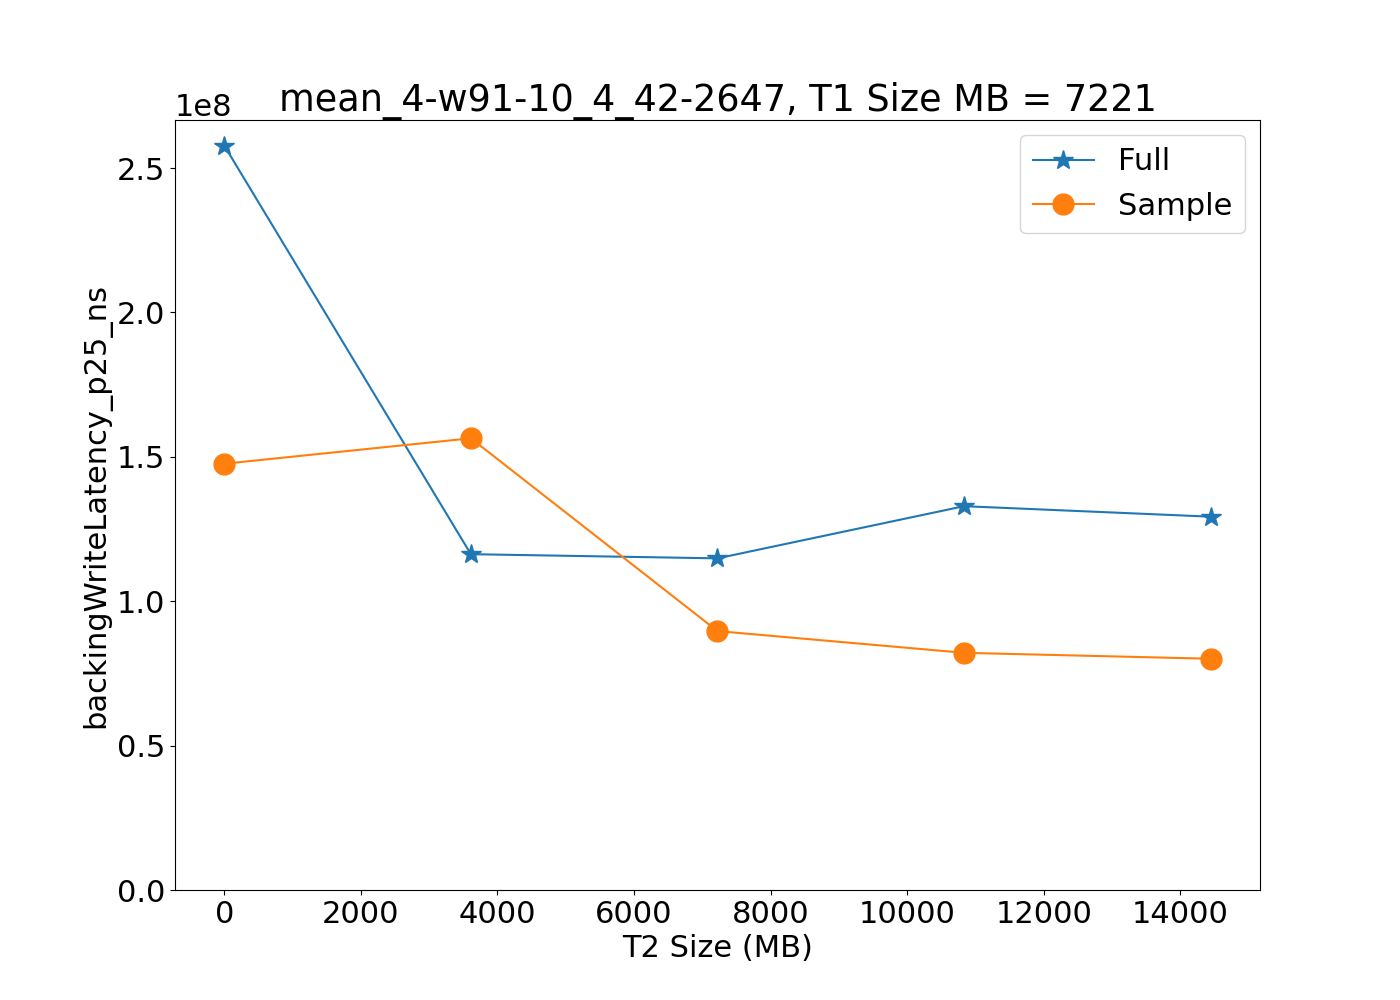 1e8
mean_4-w91-10_4_42-2647, T1 Size MB = 7221
Full
Sample
backingWriteLatency_p25_ns
2.5
2.0
1.5
1.0
0.5
0.0
0 2000 4000 6000 8000 10000 12000 14000
T2 Size (MB)